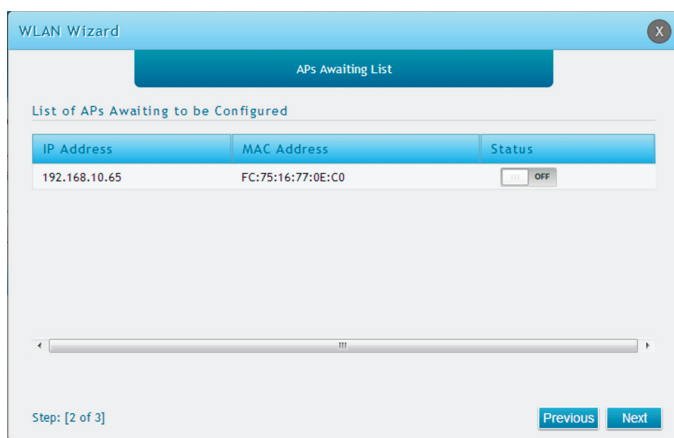 WLAN Wizard
X
APs Awaiting List
List of APs Awaiting to be Configured
IP Address MAC Address Status
192.168.10.65 FC:75:16:77:0E:C0 OFF
Step: [2 of 3] Previous Next